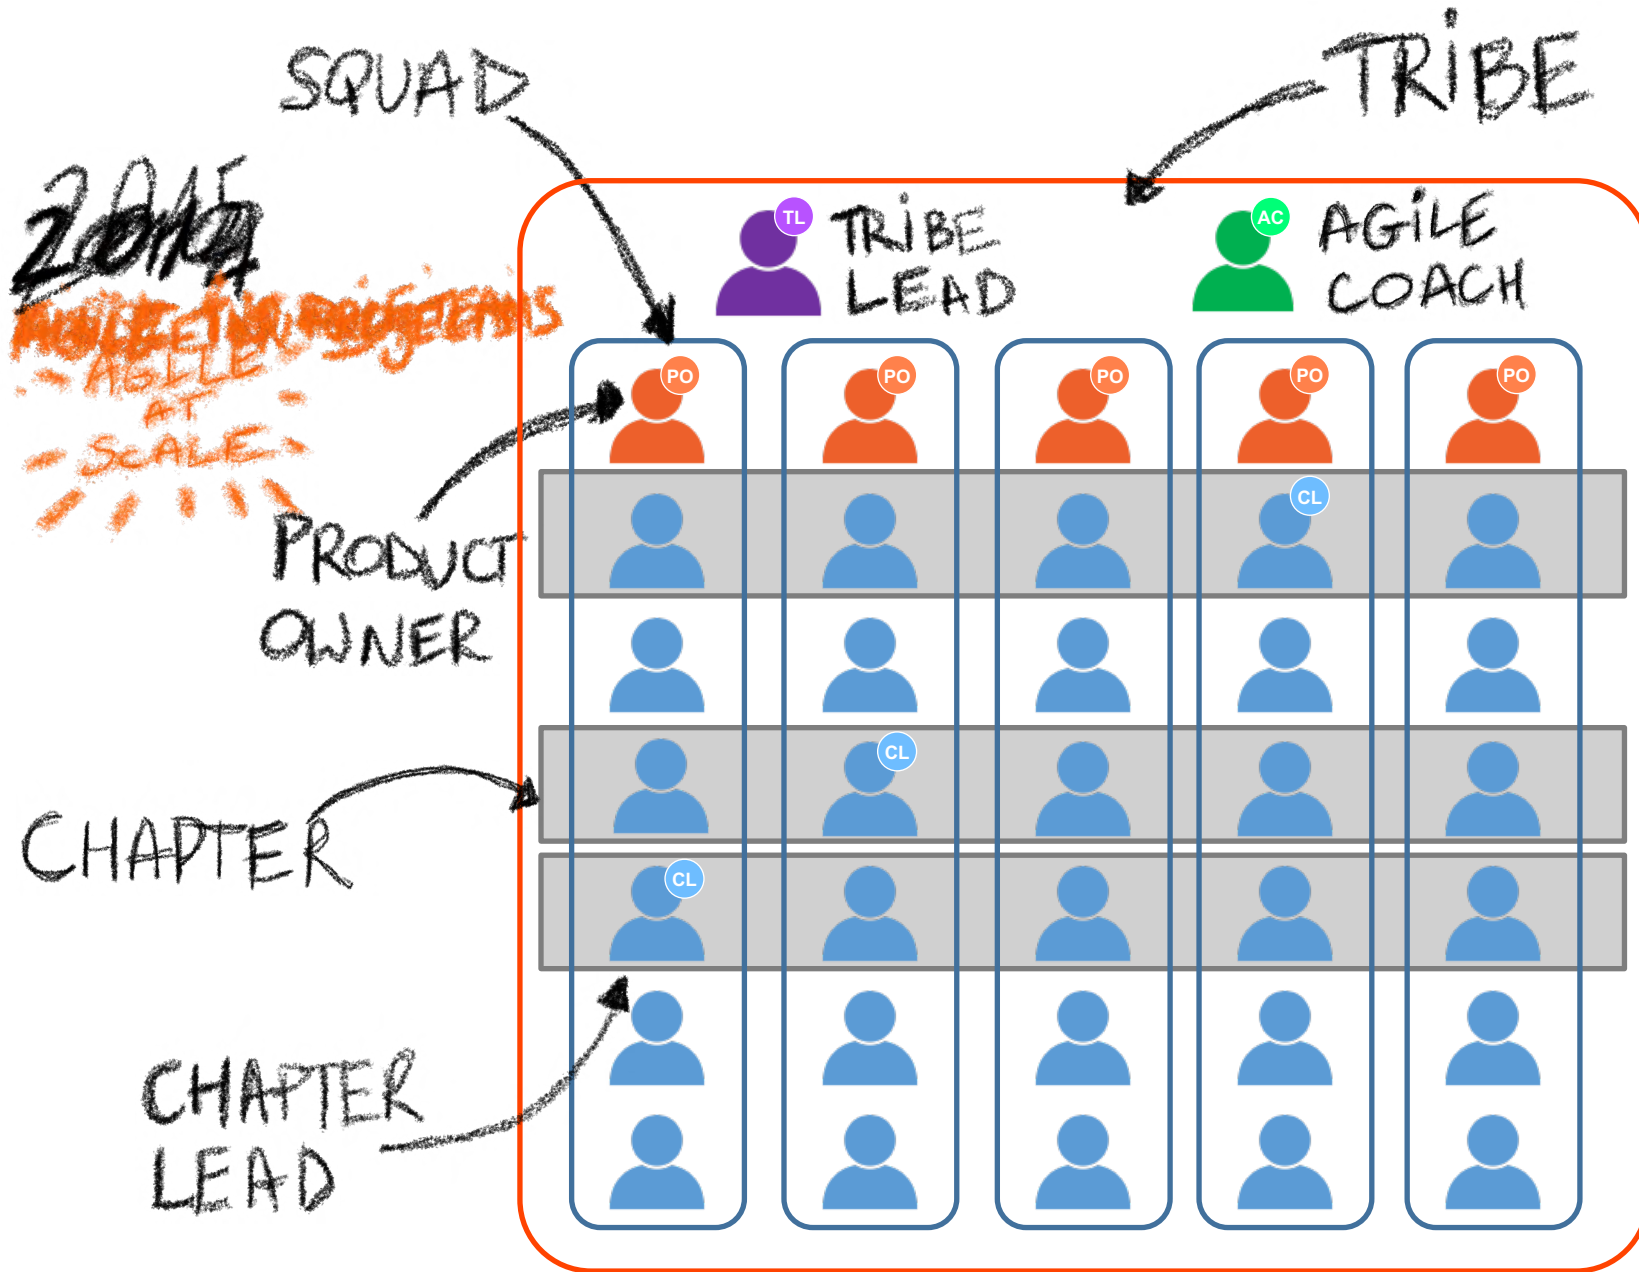 SQUAD
TRiBE
TL
TRiBE
LEAD
AC
AGiLE
COACH
AGILE
AT
SCALE
PO
PO
PO
PO
PO
PRODUCT
OWNER
CL
CL
CHAPTER
CL
CHAPTER
LEAD